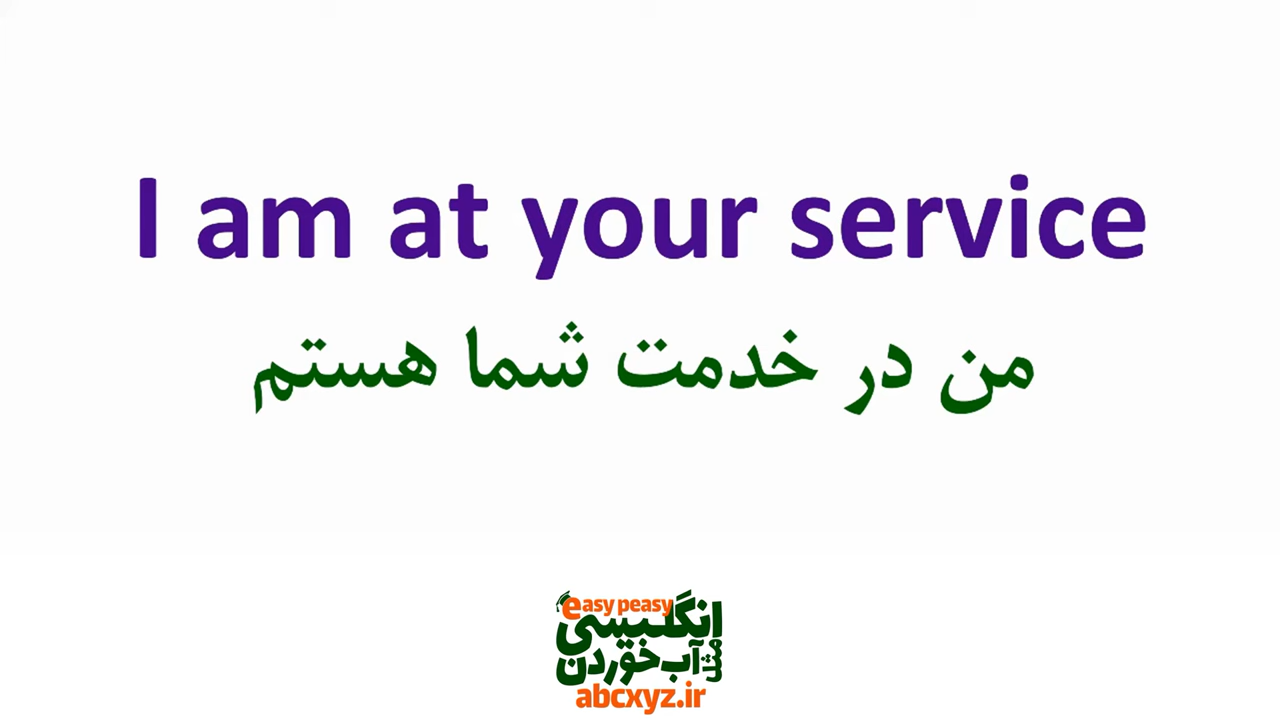 I am at your service
من در خدمت شما هستم
easy peasy
انگلیسی
مثل آب خوردن
abcxyz.ir